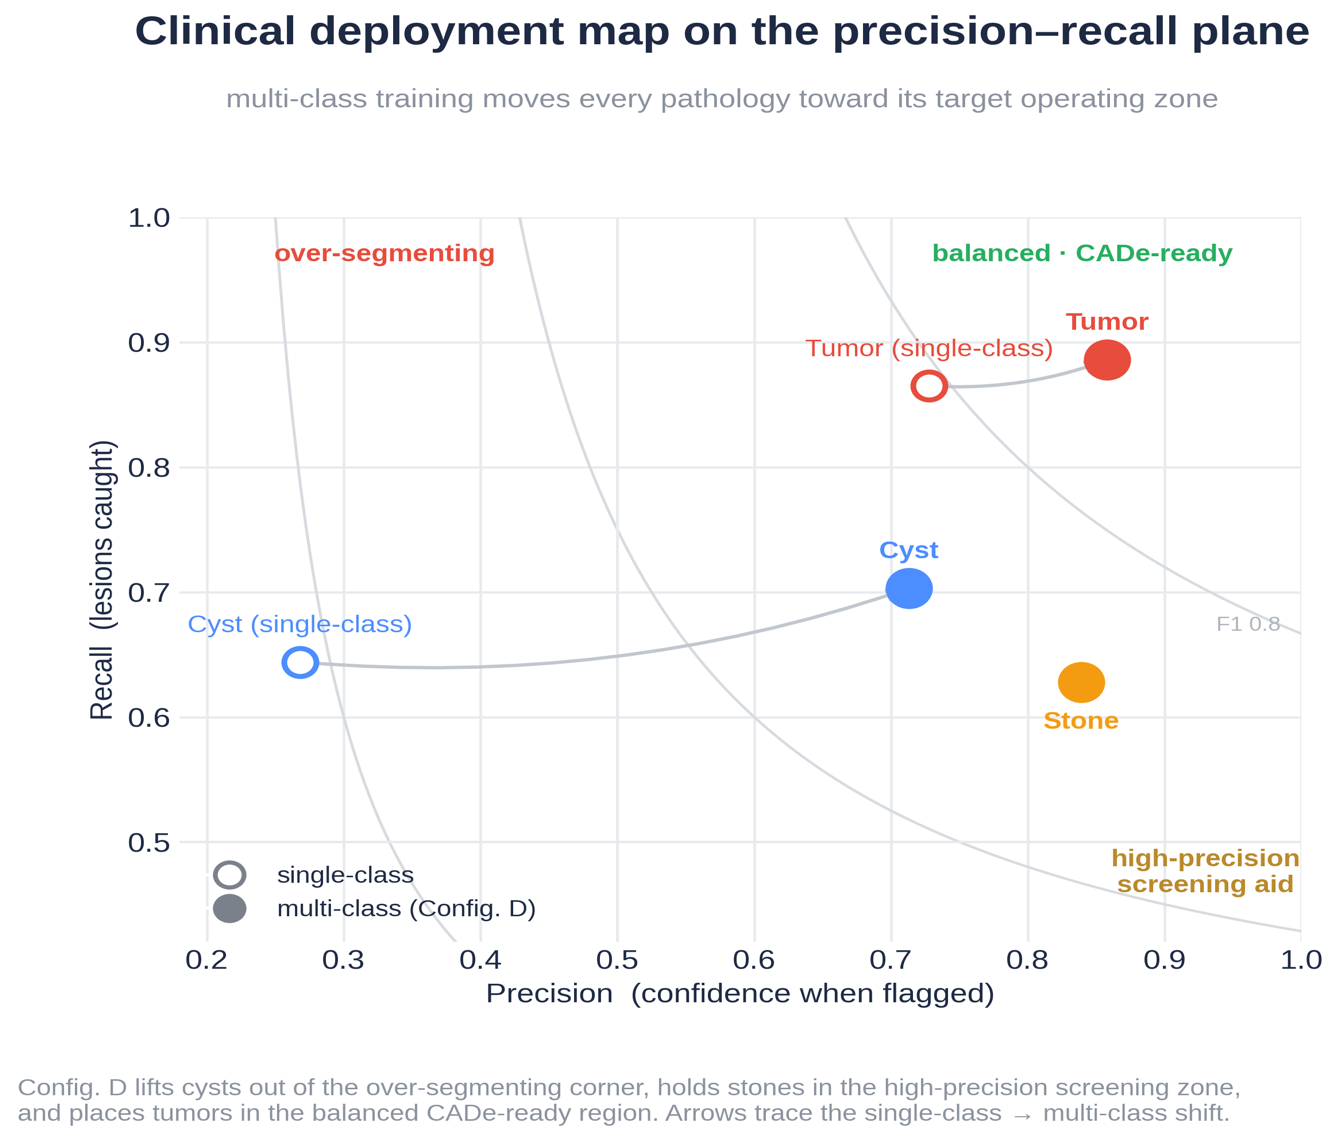 Clinical deployment map on the precision–recall plane
multi-class training moves every pathology toward its target operating zone
over-segmenting
balanced · CADe-ready
Tumor
Tumor (single-class)
Cyst
Cyst (single-class)
F1 0.8
Stone
high-precision
screening aid
single-class
multi-class (Config. D)
1.0
0.9
0.8
0.7
0.6
0.5
Recall (lesions caught)
0.2 0.3 0.4 0.5 0.6 0.7 0.8 0.9 1.0
Precision (confidence when flagged)
Config. D lifts cysts out of the over-segmenting corner, holds stones in the high-precision screening zone,
and places tumors in the balanced CADe-ready region. Arrows trace the single-class → multi-class shift.